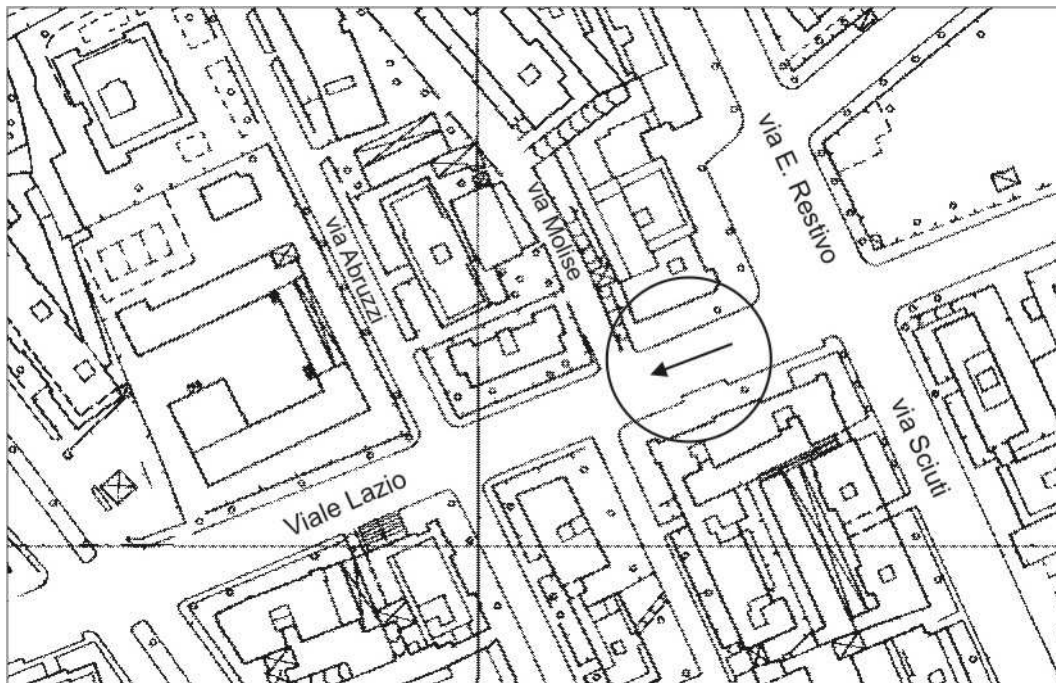 via E. Restivo
via Molise
via Abruzzi
via Sciuti
Viale Lazio